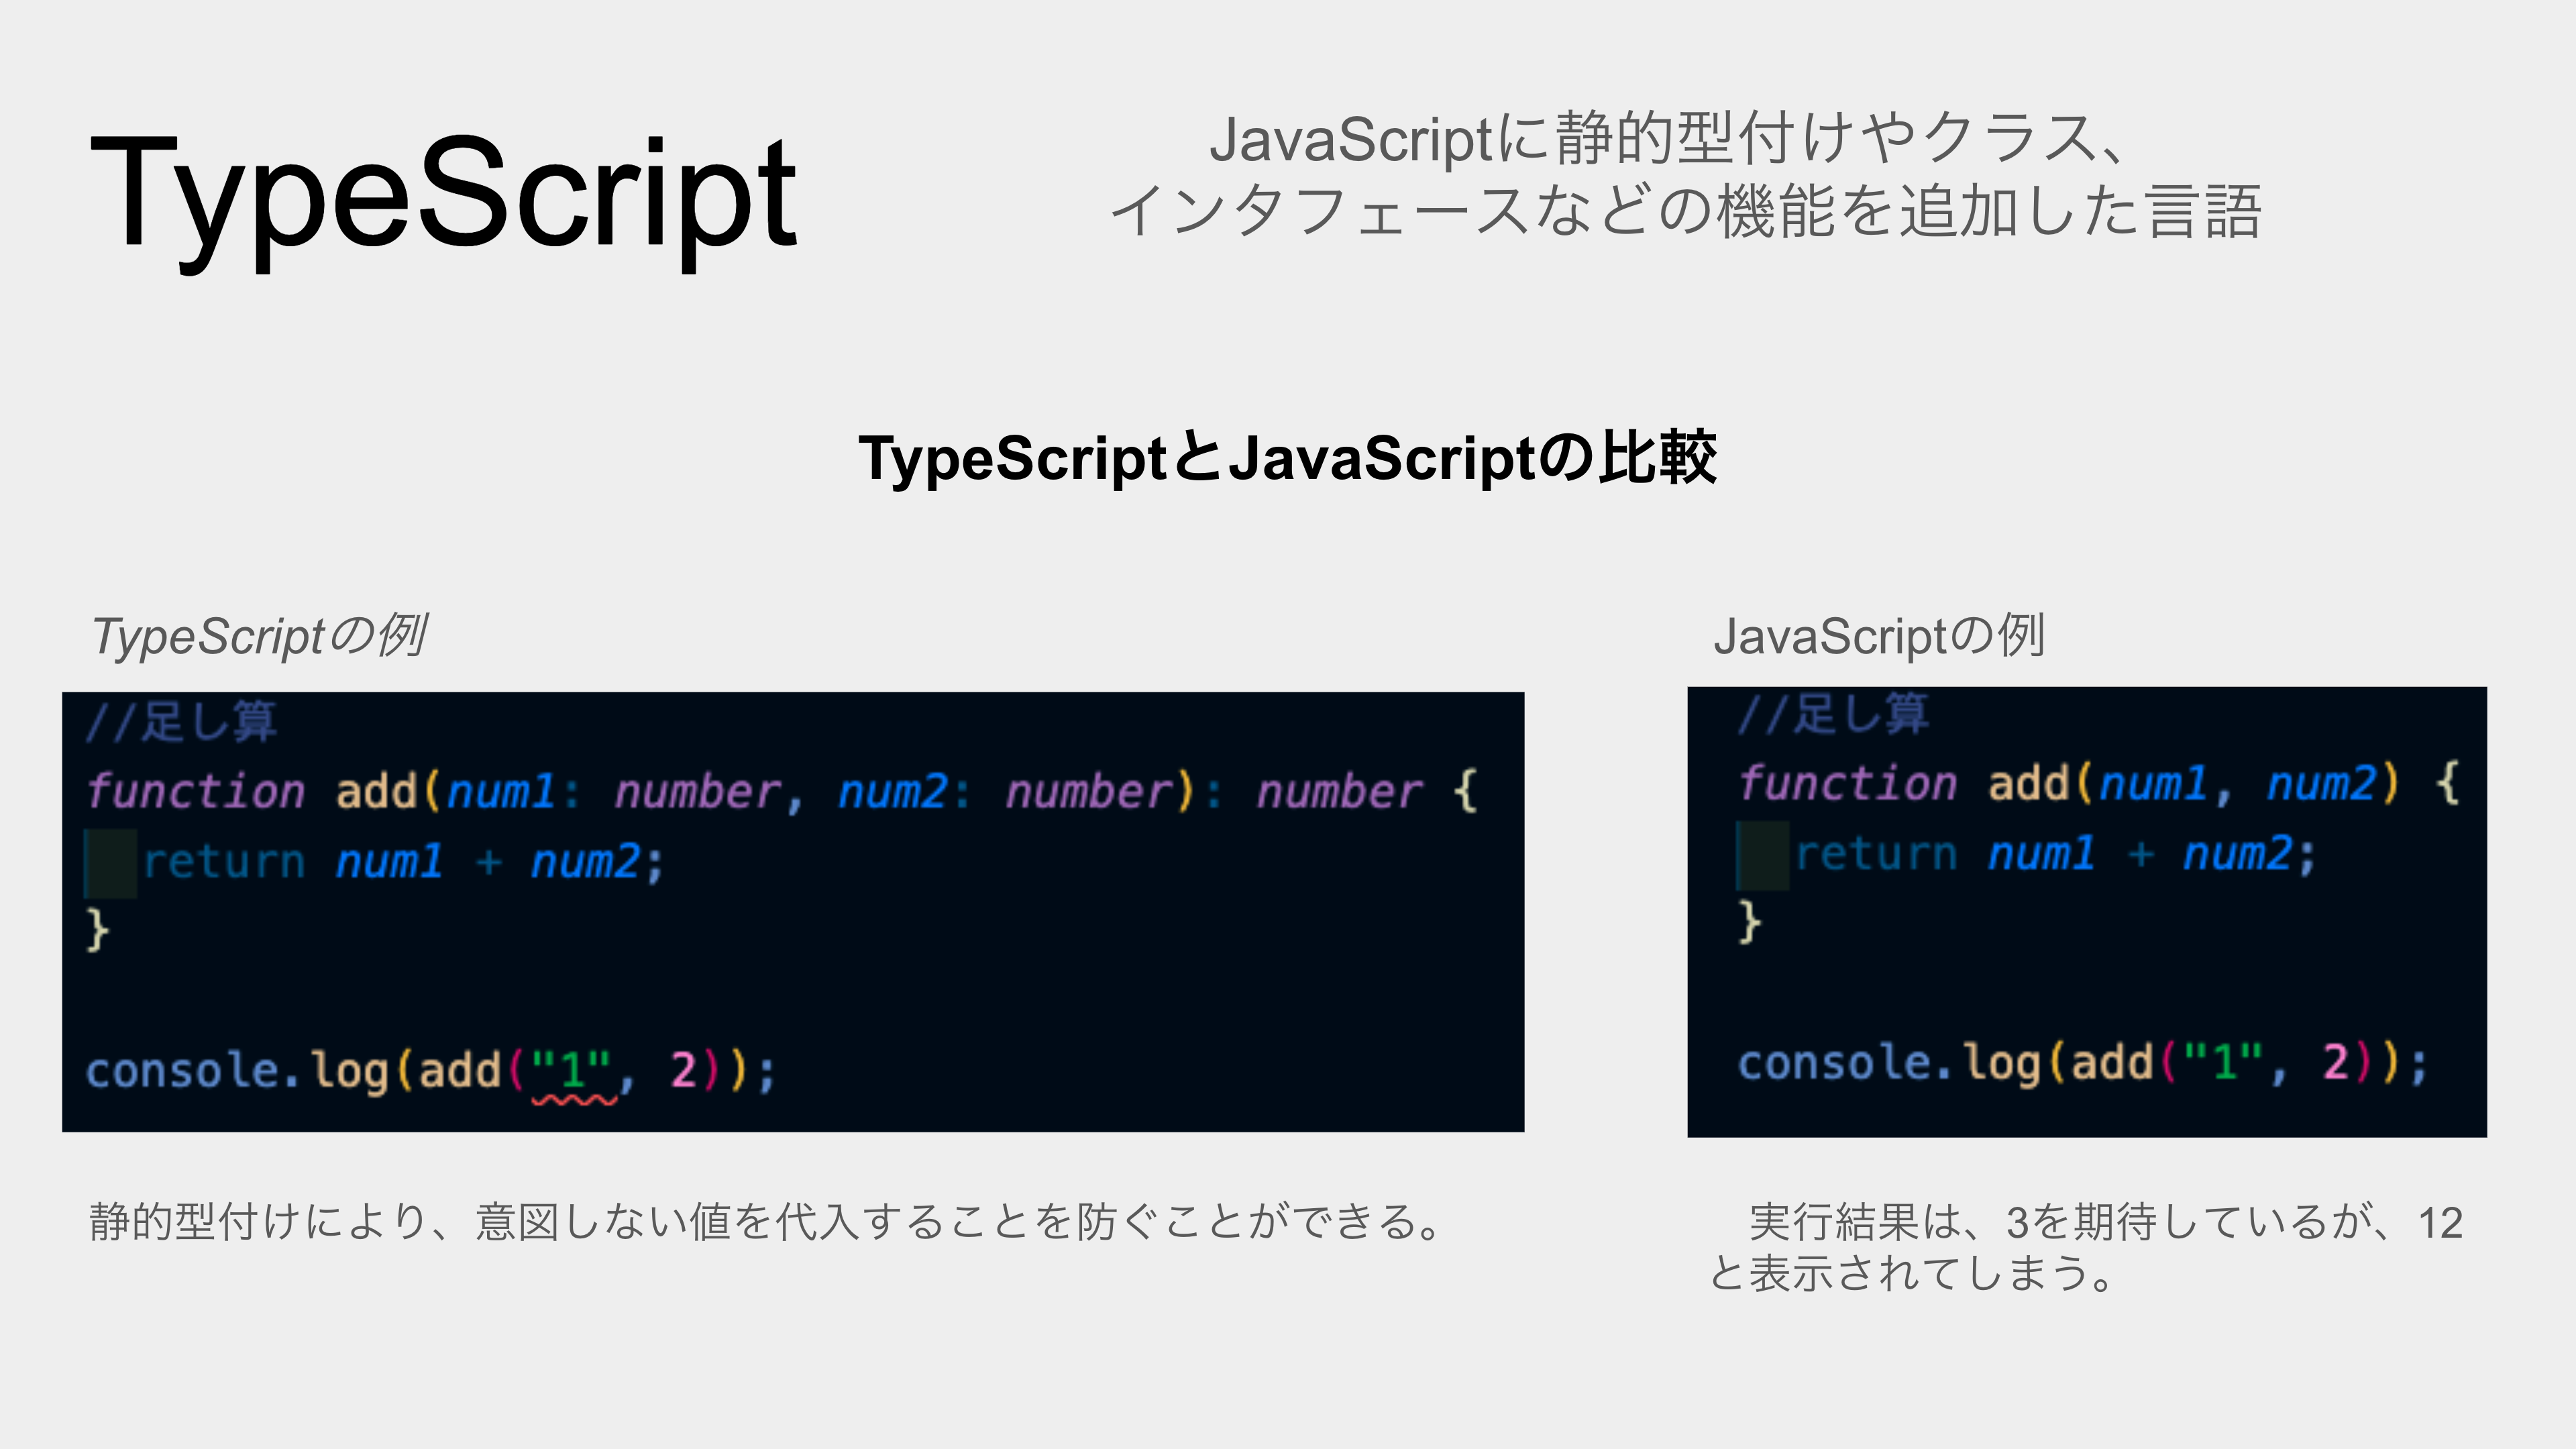 TypeScript
JavaScriptに静的型付けやクラス、
インタフェースなどの機能を追加した言語
TypeScriptとJavaScriptの比較
TypeScriptの例
//足し算
function add(num1: number, num2: number): number {
return num1 + num2;
}
console.log(add("1", 2));
静的型付けにより、意図しない値を代入することを防ぐことができる。
JavaScriptの例
//足し算
function add(num1, num2) {
return num1 + num2;
}
console.log(add("1", 2));
実行結果は、3を期待しているが、12
と表示されてしまう。